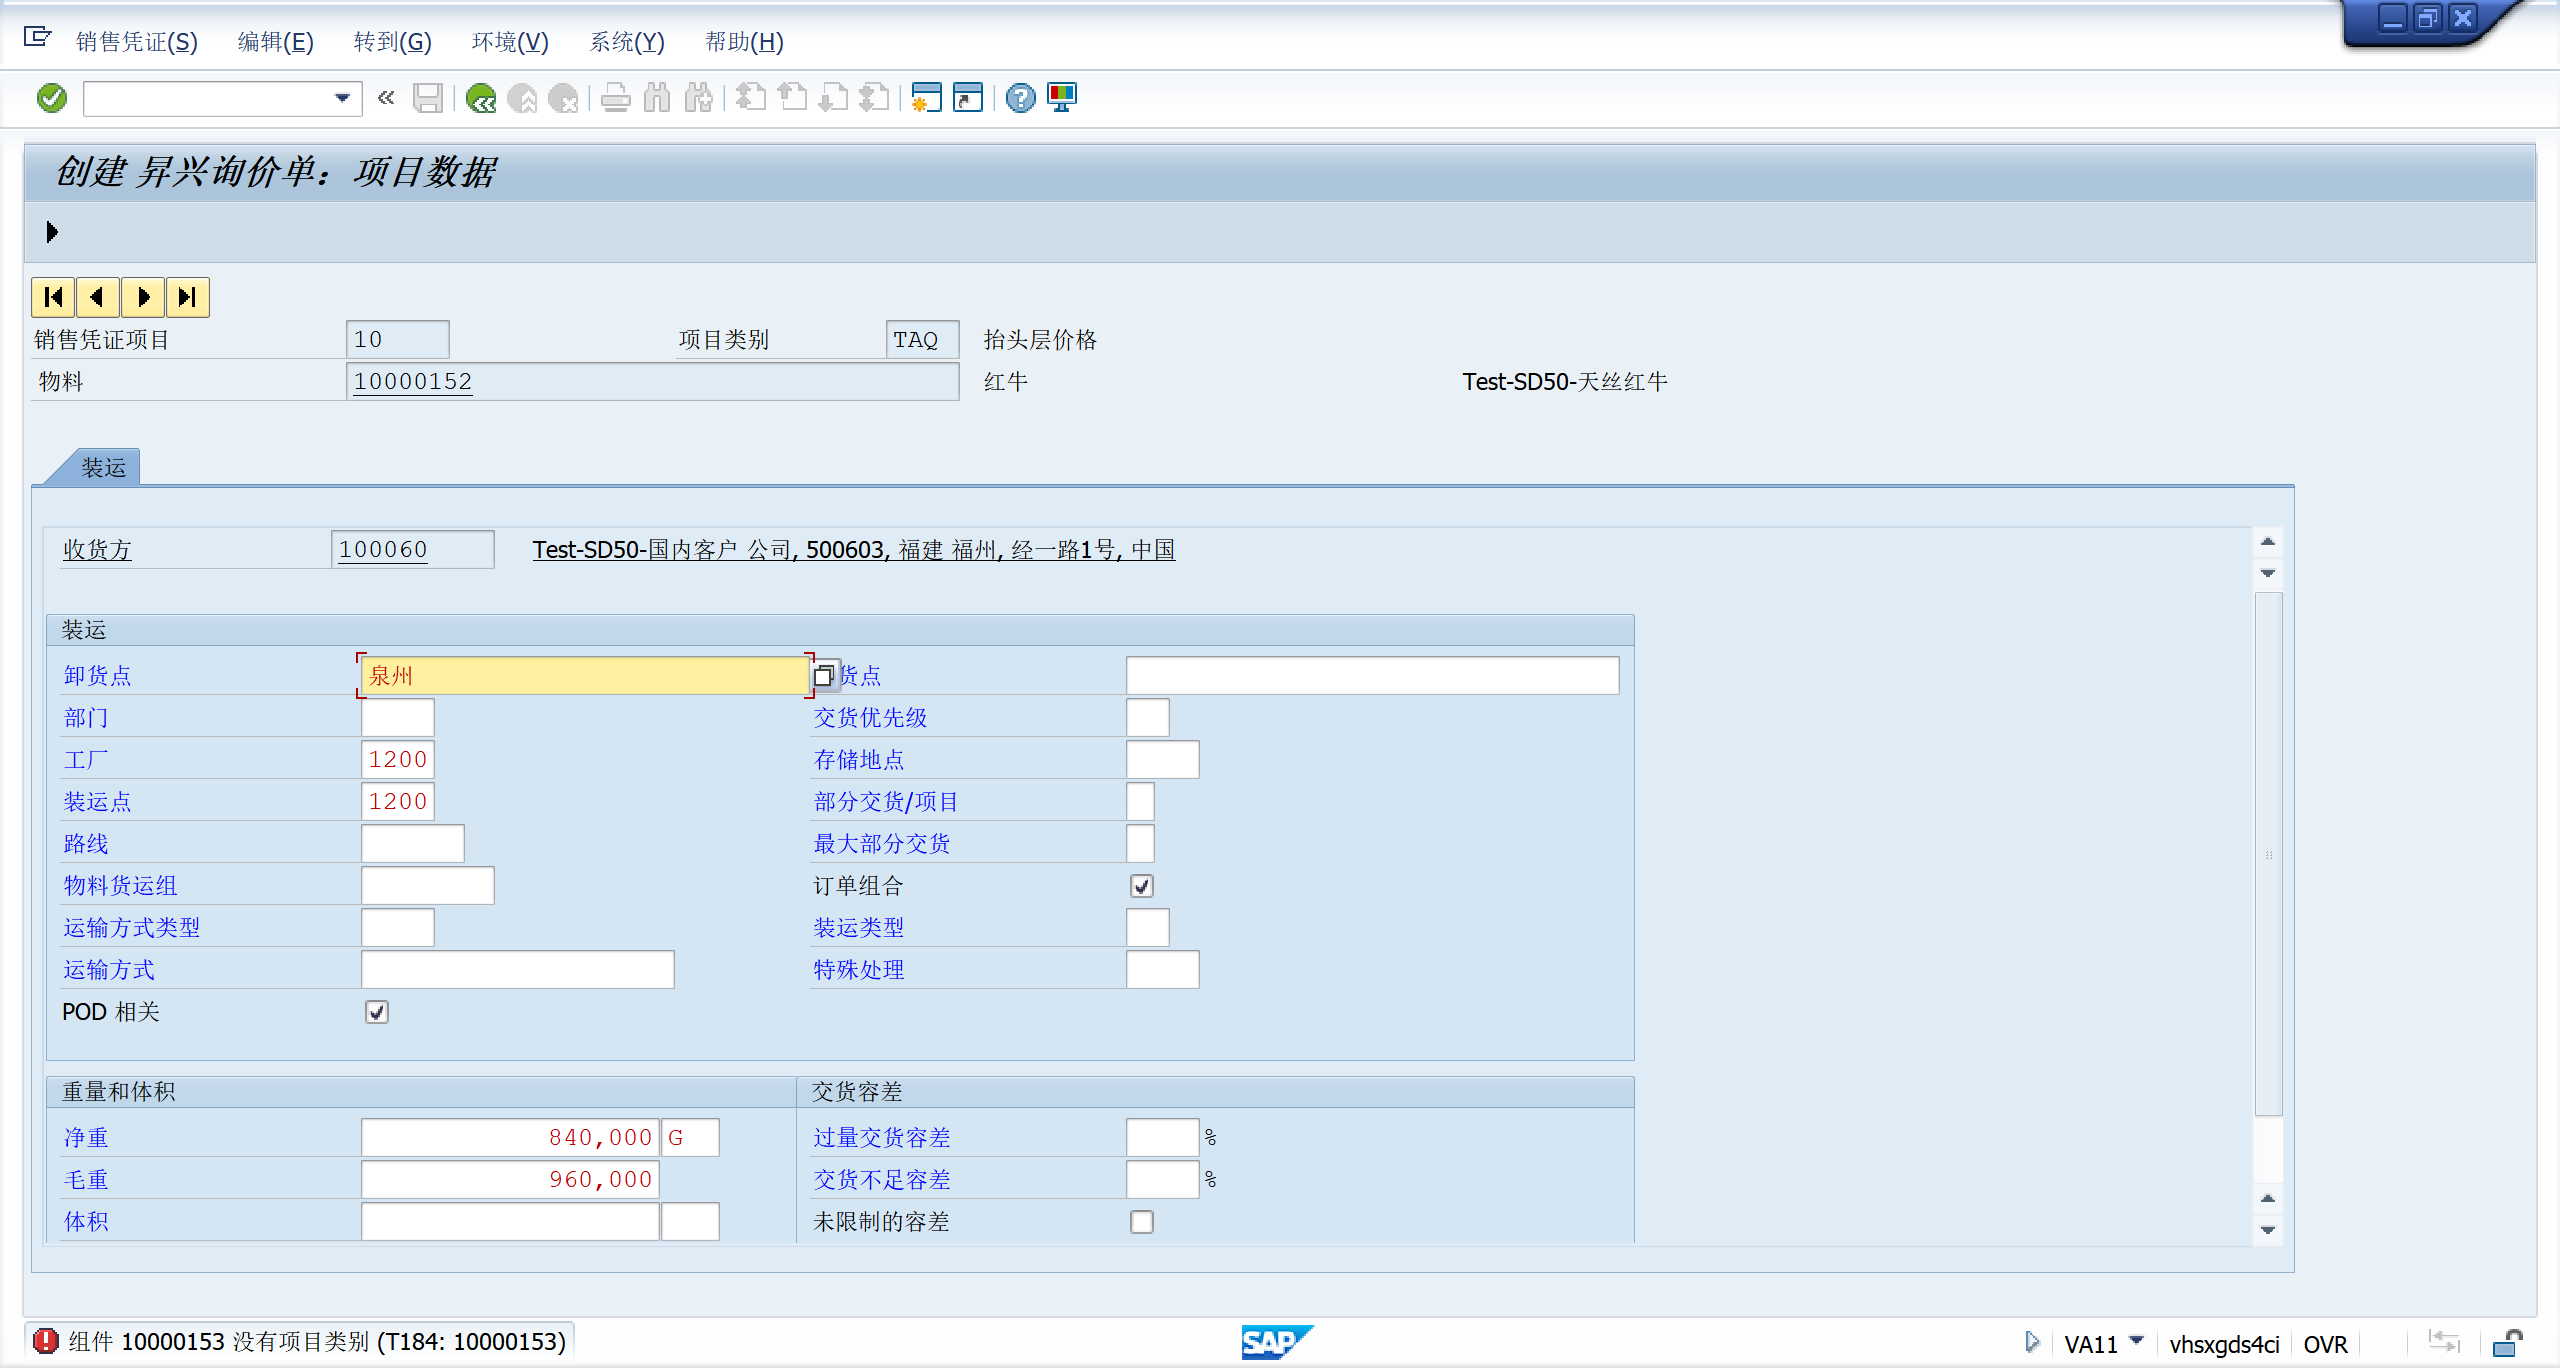 销售凭证(S) 编辑(E) 转到(G) 环境(V) 系统(Y) 帮助(H)
创建 昇兴询价单：项目数据
销售凭证项目 10 项目类别 TAQ 抬头层价格
物料 10000152 红牛 Test-SD50-天丝红牛
装运
收货方 100060 Test-SD50-国内客户 公司, 500603, 福建 福州, 经一路1号, 中国
装运
卸货点 泉州 货点
部门 交货优先级
工厂 1200 存储地点
装运点 1200 部分交货/项目
路线 最大部分交货
物料货运组 订单组合
运输方式类型 装运类型
运输方式 特殊处理
POD 相关
重量和体积 交货容差
净重 840,000 G 过量交货容差 %
毛重 960,000 交货不足容差 %
体积 未限制的容差
组件 10000153 没有项目类别 (T184: 10000153) SAP VA11 vhsxgds4ci OVR